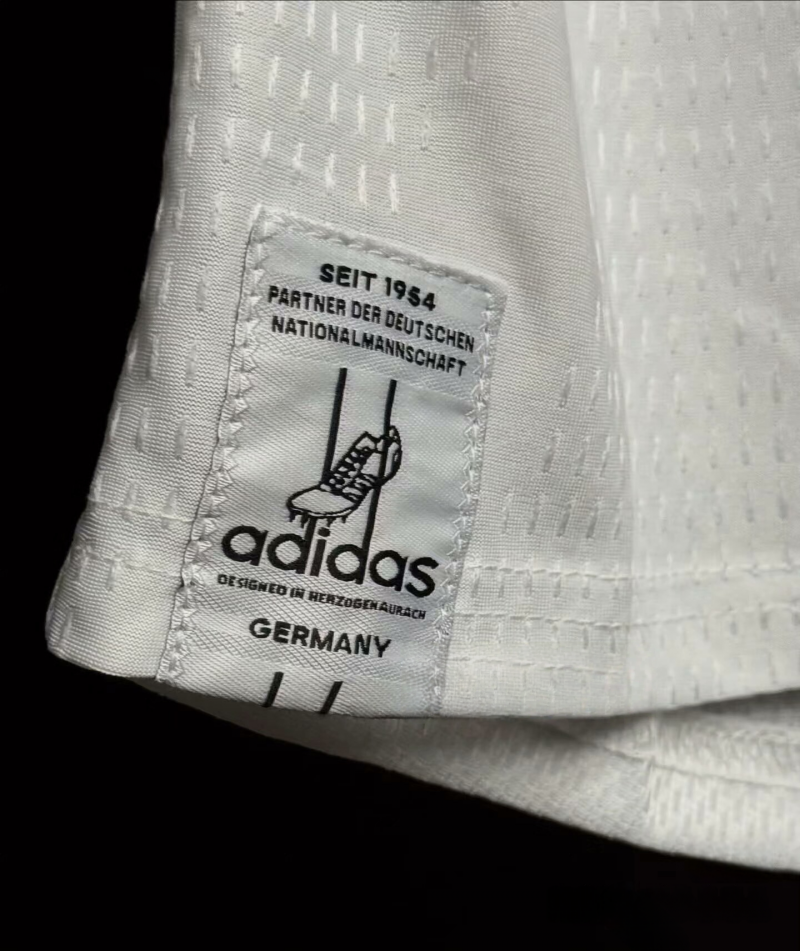 SEIT 1954
PARTNER DER DEUTSCHEN
NATIONALMANNSCHAFT
adidas
DESIGNED IN HERZOGENAURACH
GERMANY